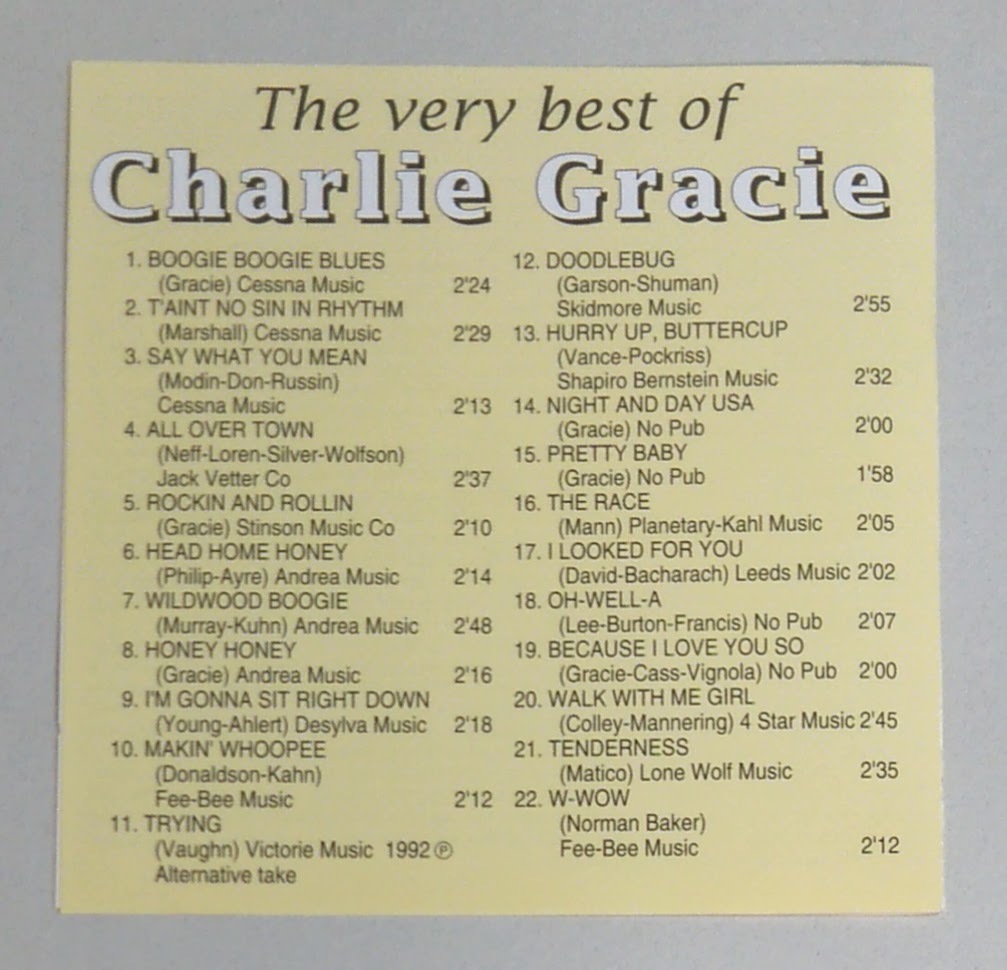 The very best of
Charlie Gracie
1. BOOGIE BOOGIE BLUES
(Gracie) Cessna Music 2'24
2. T'AINT NO SIN IN RHYTHM
(Marshall) Cessna Music 2'29
3. SAY WHAT YOU MEAN
(Modin-Don-Russin)
Cessna Music 2'13
4. ALL OVER TOWN
(Neff-Loren-Silver-Wolfson)
Jack Vetter Co 2'37
5. ROCKIN AND ROLLIN
(Gracie) Stinson Music Co 2'10
6. HEAD HOME HONEY
(Philip-Ayre) Andrea Music 2'14
7. WILDWOOD BOOGIE
(Murray-Kuhn) Andrea Music 2'48
8. HONEY HONEY
(Gracie) Andrea Music 2'16
9. I'M GONNA SIT RIGHT DOWN
(Young-Ahlert) Desylva Music 2'18
10. MAKIN' WHOOPEE
(Donaldson-Kahn)
Fee-Bee Music 2'12
11. TRYING
(Vaughn) Victorie Music 1992 ℗
Alternative take
12. DOODLEBUG
(Garson-Shuman)
Skidmore Music 2'55
13. HURRY UP, BUTTERCUP
(Vance-Pockriss)
Shapiro Bernstein Music 2'32
14. NIGHT AND DAY USA
(Gracie) No Pub 2'00
15. PRETTY BABY
(Gracie) No Pub 1'58
16. THE RACE
(Mann) Planetary-Kahl Music 2'05
17. I LOOKED FOR YOU
(David-Bacharach) Leeds Music 2'02
18. OH-WELL-A
(Lee-Burton-Francis) No Pub 2'07
19. BECAUSE I LOVE YOU SO
(Gracie-Cass-Vignola) No Pub 2'00
20. WALK WITH ME GIRL
(Colley-Mannering) 4 Star Music 2'45
21. TENDERNESS
(Matico) Lone Wolf Music 2'35
22. W-WOW
(Norman Baker)
Fee-Bee Music 2'12